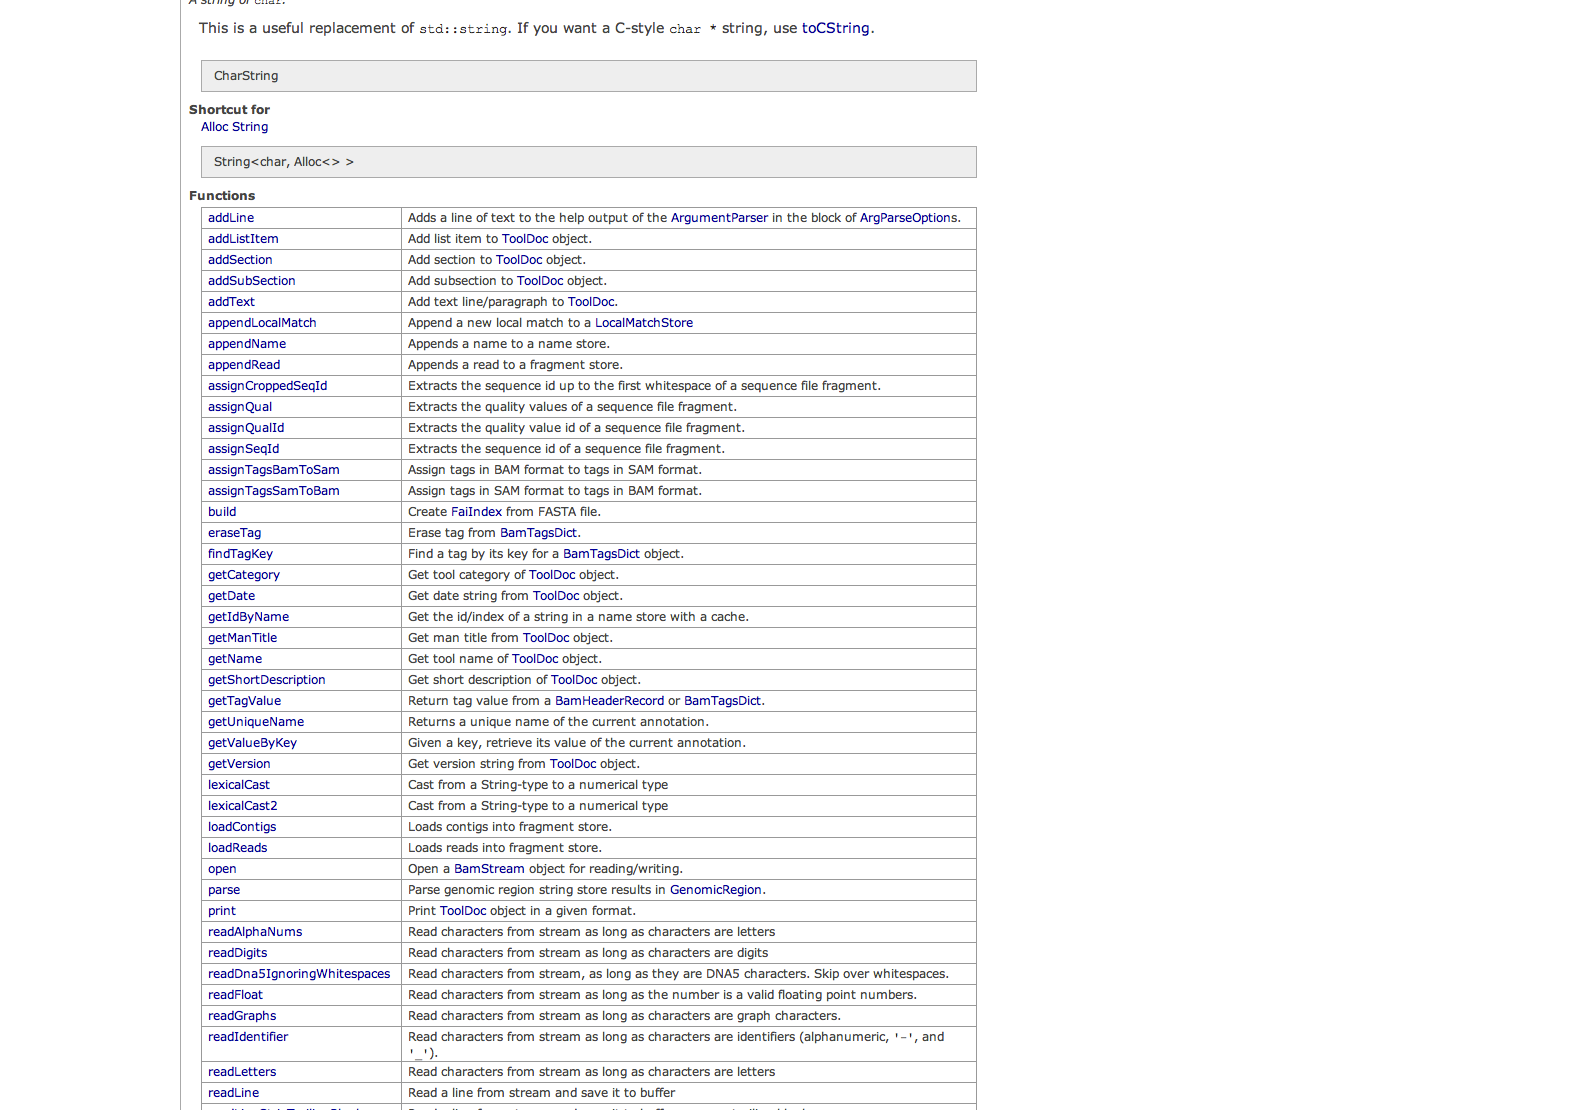 A string of char.
This is a useful replacement of std::string. If you want a C-style char * string, use toCString.
CharString
Shortcut for
Alloc String
String<char, Alloc<> >
Functions
addLine Adds a line of text to the help output of the ArgumentParser in the block of ArgParseOptions.
addListItem Add list item to ToolDoc object.
addSection Add section to ToolDoc object.
addSubSection Add subsection to ToolDoc object.
addText Add text line/paragraph to ToolDoc.
appendLocalMatch Append a new local match to a LocalMatchStore
appendName Appends a name to a name store.
appendRead Appends a read to a fragment store.
assignCroppedSeqId Extracts the sequence id up to the first whitespace of a sequence file fragment.
assignQual Extracts the quality values of a sequence file fragment.
assignQualId Extracts the quality value id of a sequence file fragment.
assignSeqId Extracts the sequence id of a sequence file fragment.
assignTagsBamToSam Assign tags in BAM format to tags in SAM format.
assignTagsSamToBam Assign tags in SAM format to tags in BAM format.
build Create FaiIndex from FASTA file.
eraseTag Erase tag from BamTagsDict.
findTagKey Find a tag by its key for a BamTagsDict object.
getCategory Get tool category of ToolDoc object.
getDate Get date string from ToolDoc object.
getIdByName Get the id/index of a string in a name store with a cache.
getManTitle Get man title from ToolDoc object.
getName Get tool name of ToolDoc object.
getShortDescription Get short description of ToolDoc object.
getTagValue Return tag value from a BamHeaderRecord or BamTagsDict.
getUniqueName Returns a unique name of the current annotation.
getValueByKey Given a key, retrieve its value of the current annotation.
getVersion Get version string from ToolDoc object.
lexicalCast Cast from a String-type to a numerical type
lexicalCast2 Cast from a String-type to a numerical type
loadContigs Loads contigs into fragment store.
loadReads Loads reads into fragment store.
open Open a BamStream object for reading/writing.
parse Parse genomic region string store results in GenomicRegion.
print Print ToolDoc object in a given format.
readAlphaNums Read characters from stream as long as characters are letters
readDigits Read characters from stream as long as characters are digits
readDna5IgnoringWhitespaces Read characters from stream, as long as they are DNA5 characters. Skip over whitespaces.
readFloat Read characters from stream as long as the number is a valid floating point numbers.
readGraphs Read characters from stream as long as characters are graph characters.
readIdentifier Read characters from stream as long as characters are identifiers (alphanumeric, '-', and
'_').
readLetters Read characters from stream as long as characters are letters
readLine Read a line from stream and save it to buffer